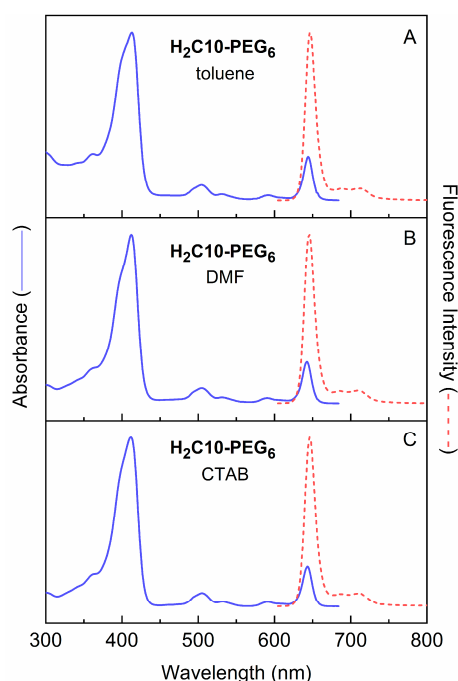 A
H₂C10-PEG₆
toluene
B
H₂C10-PEG₆
DMF
C
H₂C10-PEG₆
CTAB
Absorbance (—)
Fluorescence Intensity (---)
300 400 500 600 700 800
Wavelength (nm)